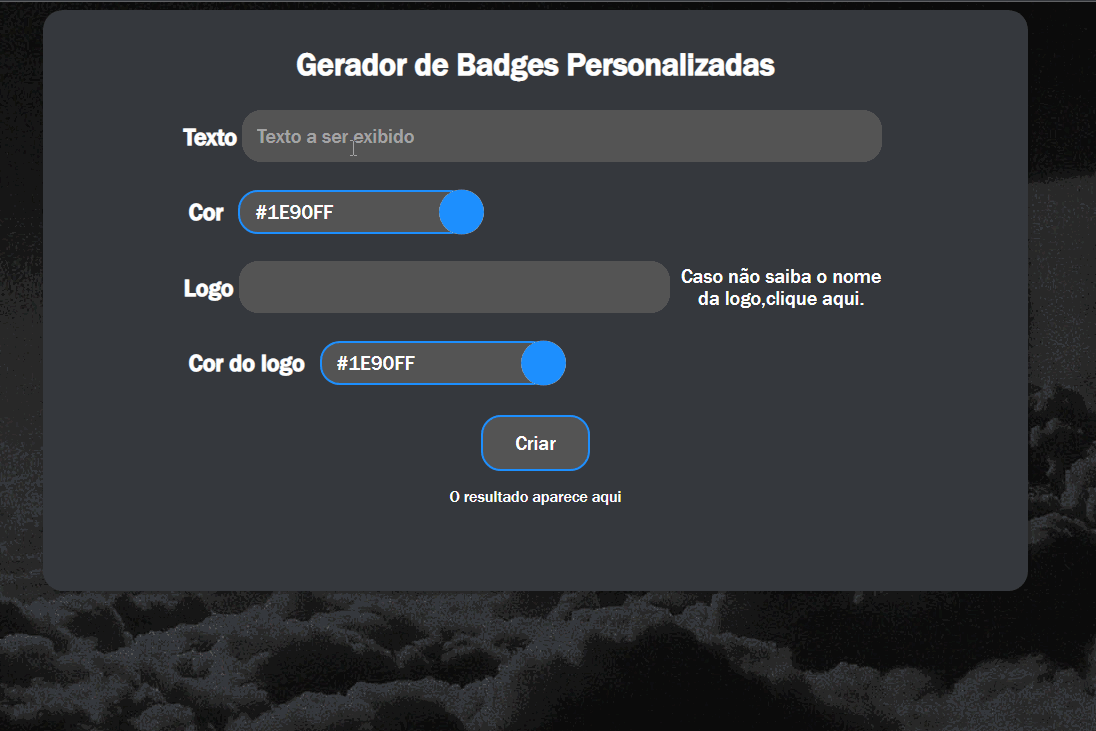 Gerador de Badges Personalizadas
Texto Texto a ser exibido
Cor #1E90FF
Logo
Caso não saiba o nome
da logo,clique aqui.
Cor do logo #1E90FF
Criar
O resultado aparece aqui